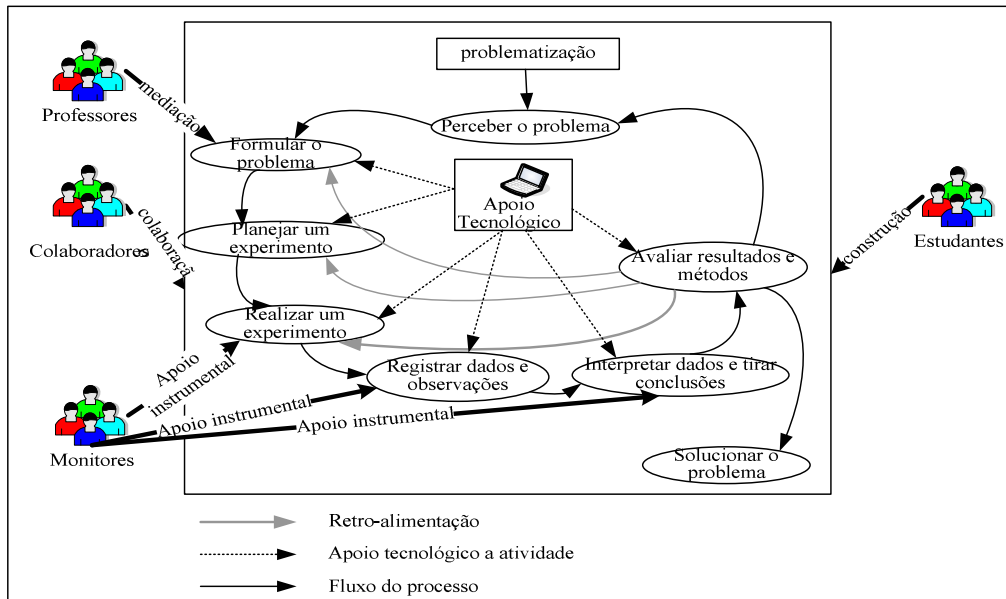 problematização
Professores
mediação
Perceber o problema
Formular o
problema
Apoio
Tecnológico
Colaboradores
colaboraçã
Planejar um
experimento
construção
Estudantes
Avaliar resultados e
métodos
Realizar um
experimento
Apoio
instrumental
Registrar dados e
observações
Interpretar dados e tirar
conclusões
Apoio instrumental
Apoio instrumental
Monitores
Solucionar o
problema
Retro-alimentação
Apoio tecnológico a atividade
Fluxo do processo